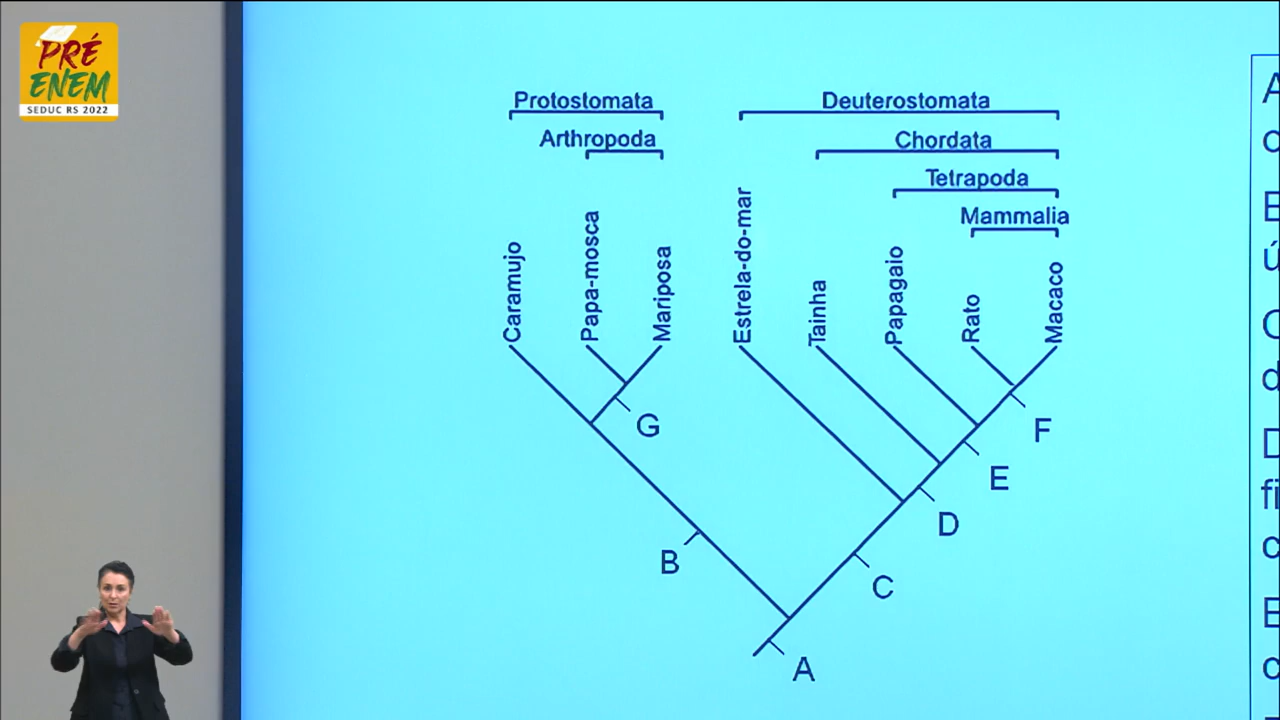 PRÉ
ENEM
SEDUC RS 2022
Protostomata
Deuterostomata
Arthropoda
Chordata
Tetrapoda
Mammalia
Caramujo
Papa-mosca
Mariposa
Estrela-do-mar
Tainha
Papagaio
Rato
Macaco
G
F
E
D
B
C
A